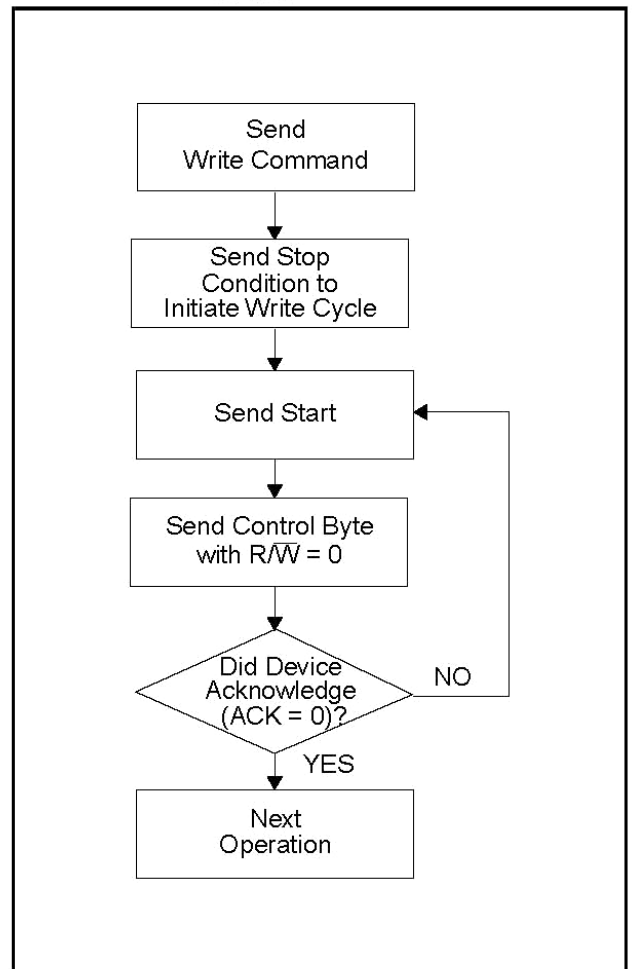 Send
Write Command
Send Stop
Condition to
Initiate Write Cycle
Send Start
Send Control Byte
with R/W̅ = 0
Did Device
Acknowledge
(ACK = 0)?
NO
YES
Next
Operation